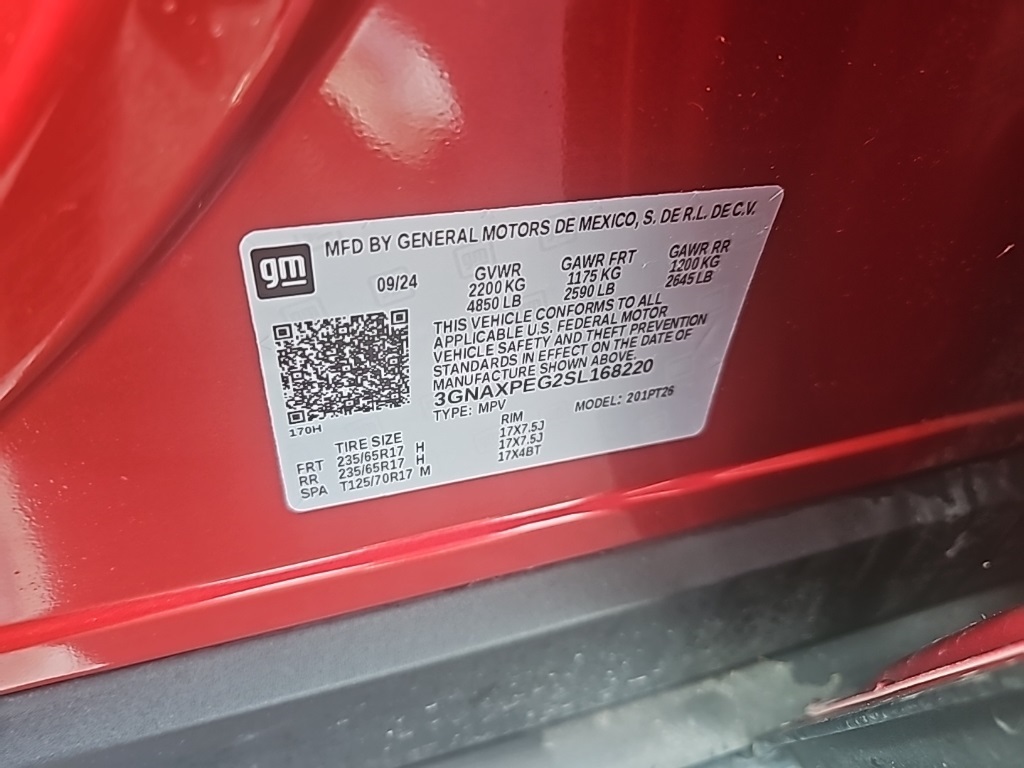 gm
MFD BY GENERAL MOTORS DE MEXICO, S. DE R.L. DE C.V.
09/24
GVWR
2200 KG
4850 LB
GAWR FRT
1175 KG
2590 LB
GAWR RR
1200 KG
2645 LB
THIS VEHICLE CONFORMS TO ALL
APPLICABLE U.S. FEDERAL MOTOR
VEHICLE SAFETY AND THEFT PREVENTION
STANDARDS IN EFFECT ON THE DATE OF
MANUFACTURE SHOWN ABOVE.
3GNAXPEG2SL168220
TYPE: MPV
MODEL: 201PT26
170H
TIRE SIZE
RIM
FRT 235/65R17 H 17X7.5J
RR 235/65R17 H 17X7.5J
SPA T125/70R17 M 17X4BT